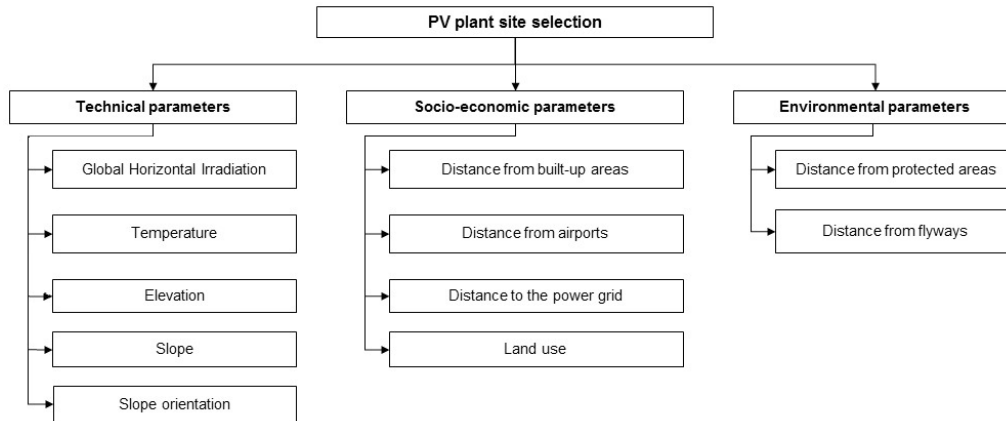 PV plant site selection
Technical parameters
Global Horizontal Irradiation
Temperature
Elevation
Slope
Slope orientation
Socio-economic parameters
Distance from built-up areas
Distance from airports
Distance to the power grid
Land use
Environmental parameters
Distance from protected areas
Distance from flyways